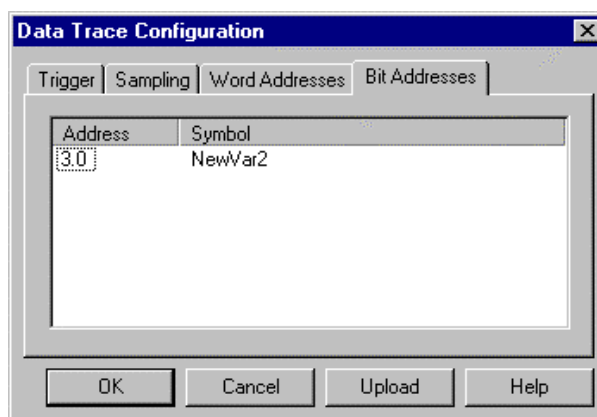 Data Trace Configuration
Trigger Sampling Word Addresses Bit Addresses
Address Symbol
3.0 NewVar2
OK Cancel Upload Help